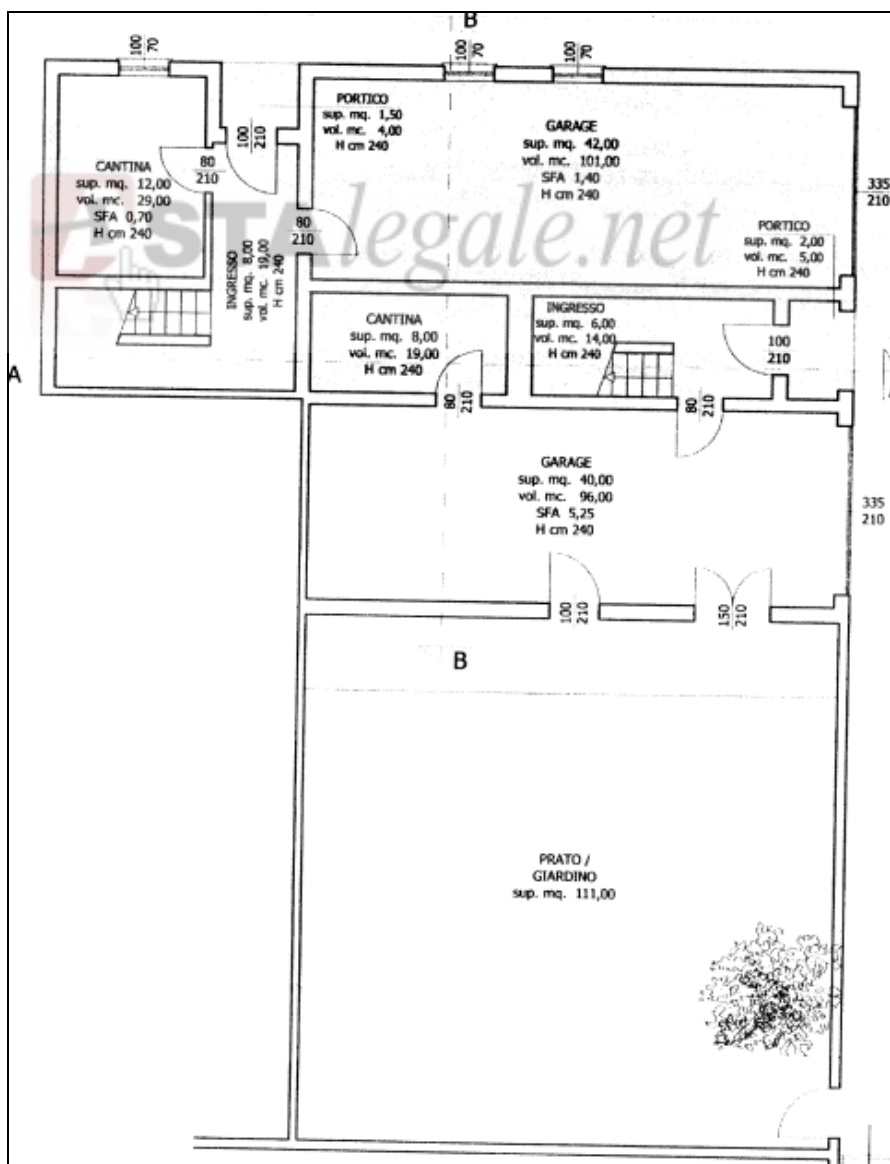 B
100
70
100
70
100
70
PORTICO
sup. mq. 1,50
vol. mc. 4,00
H cm 240
GARAGE
sup. mq. 42,00
vol. mc. 101,00
SFA 1,40
H cm 240
100
210
CANTINA
sup. mq. 12,00
vol. mc. 29,00
SFA 0,70
H cm 240
80
210
335
210
ASTAlegale.net
80
210
PORTICO
sup. mq. 2,00
vol. mc. 5,00
H cm 240
INGRESSO
sup. mq. 8,00
vol. mc. 19,00
H cm 240
CANTINA
sup. mq. 8,00
vol. mc. 19,00
H cm 240
INGRESSO
sup. mq. 6,00
vol. mc. 14,00
H cm 240
100
210
A
80
210
80
210
GARAGE
sup. mq. 40,00
vol. mc. 96,00
SFA 5,25
H cm 240
335
210
100
210
150
210
B
PRATO /
GIARDINO
sup. mq. 111,00